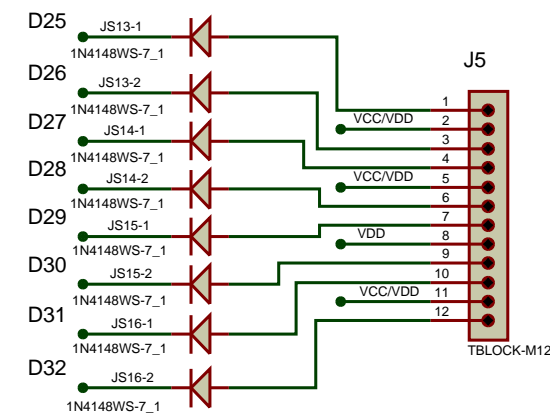 D25
JS13-1
1N4148WS-7_1
D26
JS13-2
1N4148WS-7_1
D27
JS14-1
1N4148WS-7_1
D28
JS14-2
1N4148WS-7_1
D29
JS15-1
1N4148WS-7_1
D30
JS15-2
1N4148WS-7_1
D31
JS16-1
1N4148WS-7_1
D32
JS16-2
1N4148WS-7_1
J5
1
VCC/VDD
2
3
4
VCC/VDD
5
6
7
VDD
8
9
10
VCC/VDD
11
12
TBLOCK-M12